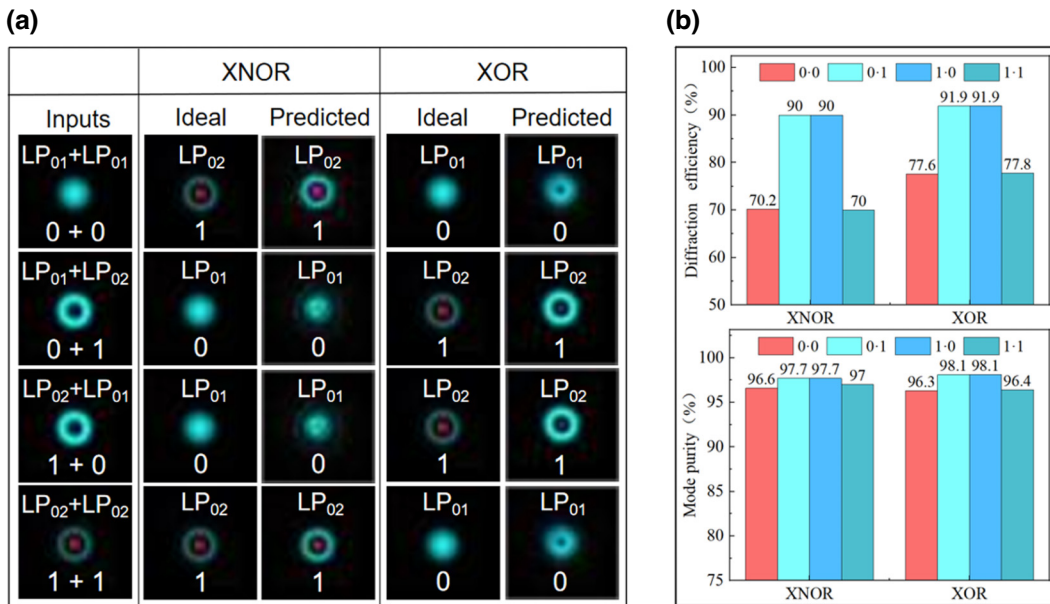 (a)
XNOR XOR
Inputs Ideal Predicted Ideal Predicted
LP01+LP01 LP02 LP02 LP01 LP01
0 + 0 1 1 0 0
LP01+LP02 LP01 LP01 LP02 LP02
0 + 1 0 0 1 1
LP02+LP01 LP01 LP01 LP02 LP02
1 + 0 0 0 1 1
LP02+LP02 LP02 LP02 LP01 LP01
1 + 1 1 1 0 0
(b)
Diffraction efficiency (%)
100
90
80
70
60
50
0·0 0·1 1·0 1·1
70.2 90 90 70 77.6 91.9 91.9 77.8
XNOR XOR
Mode purity (%)
100
95
90
85
80
75
0·0 0·1 1·0 1·1
96.6 97.7 97.7 97 96.3 98.1 98.1 96.4
XNOR XOR